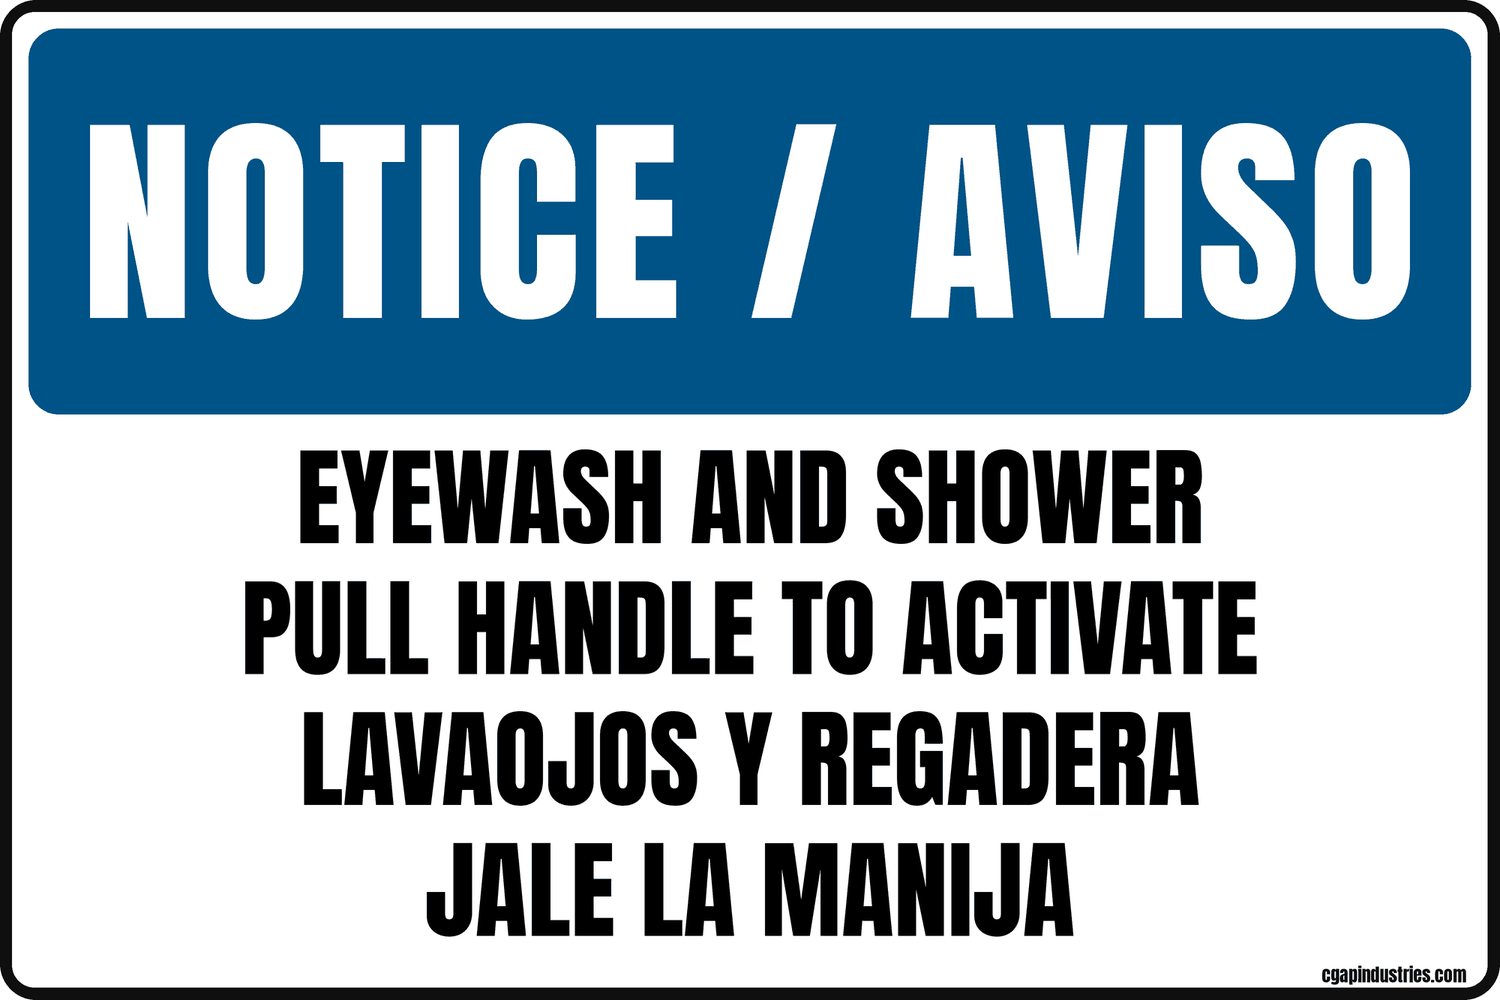 NOTICE / AVISO
EYEWASH AND SHOWER
PULL HANDLE TO ACTIVATE
LAVAOJOS Y REGADERA
JALE LA MANIJA
cgapindustries.com